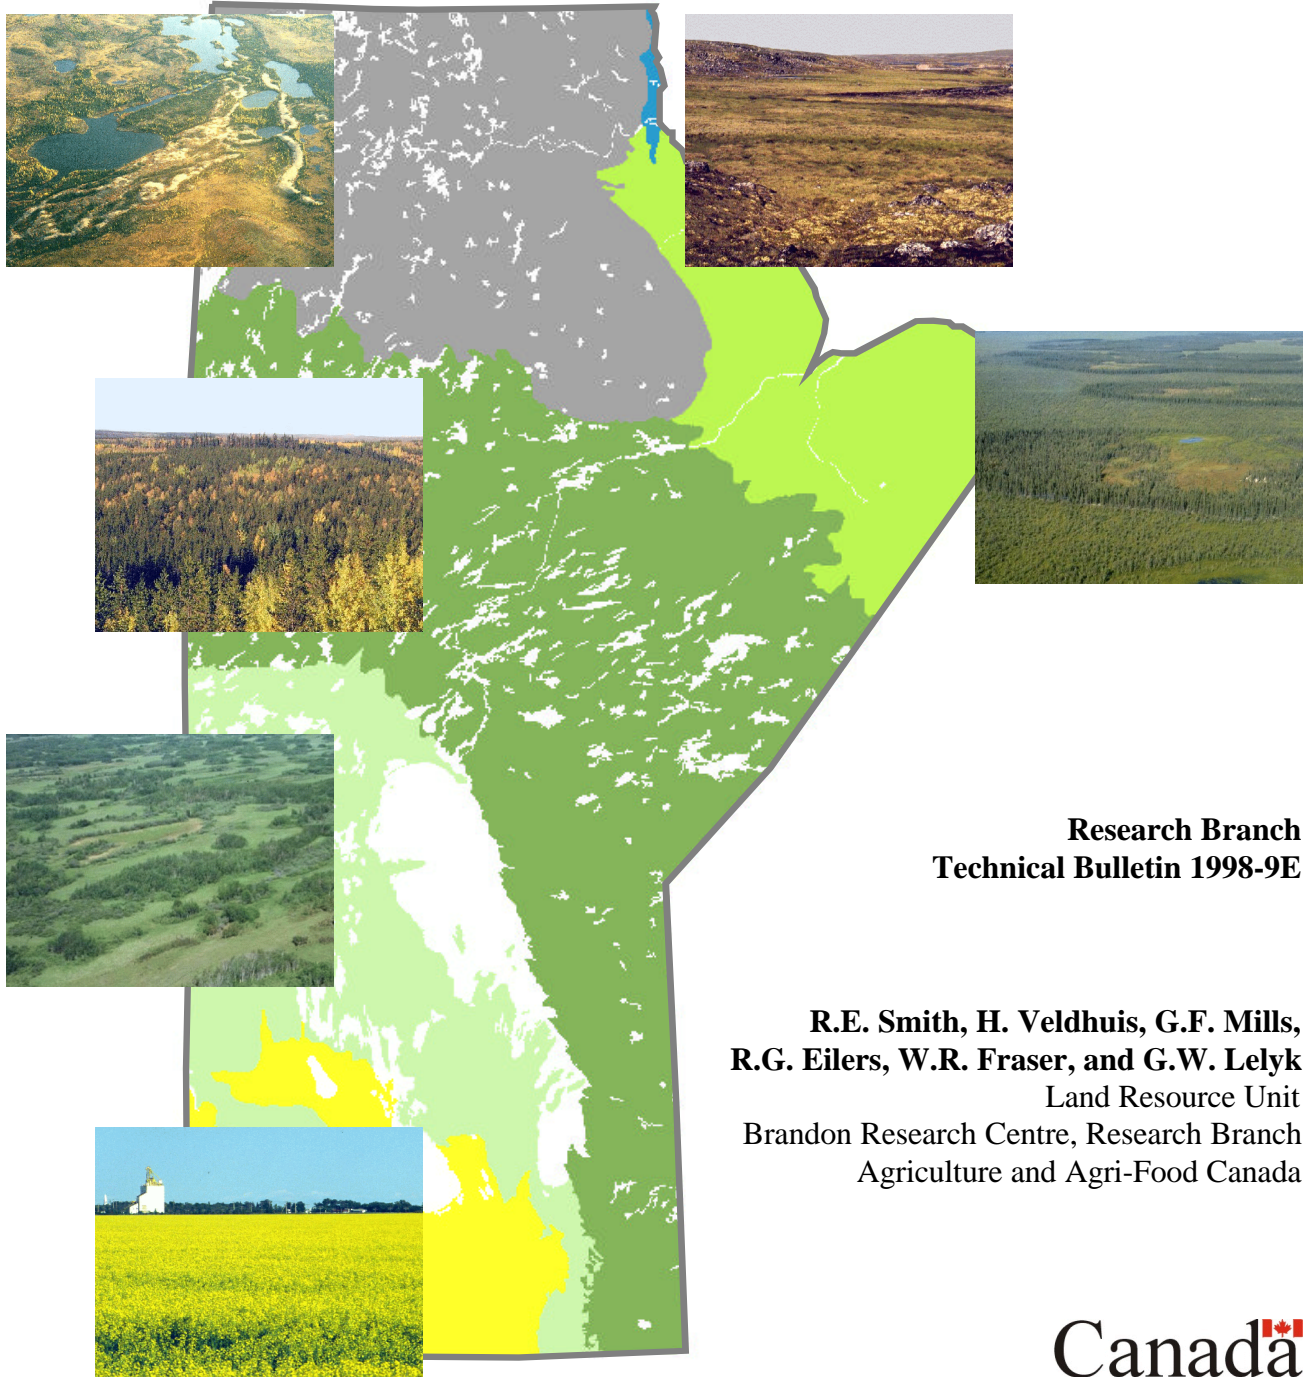 Research Branch
Technical Bulletin 1998-9E
R.E. Smith, H. Veldhuis, G.F. Mills,
R.G. Eilers, W.R. Fraser, and G.W. Lelyk
Land Resource Unit
Brandon Research Centre, Research Branch
Agriculture and Agri-Food Canada
Canada